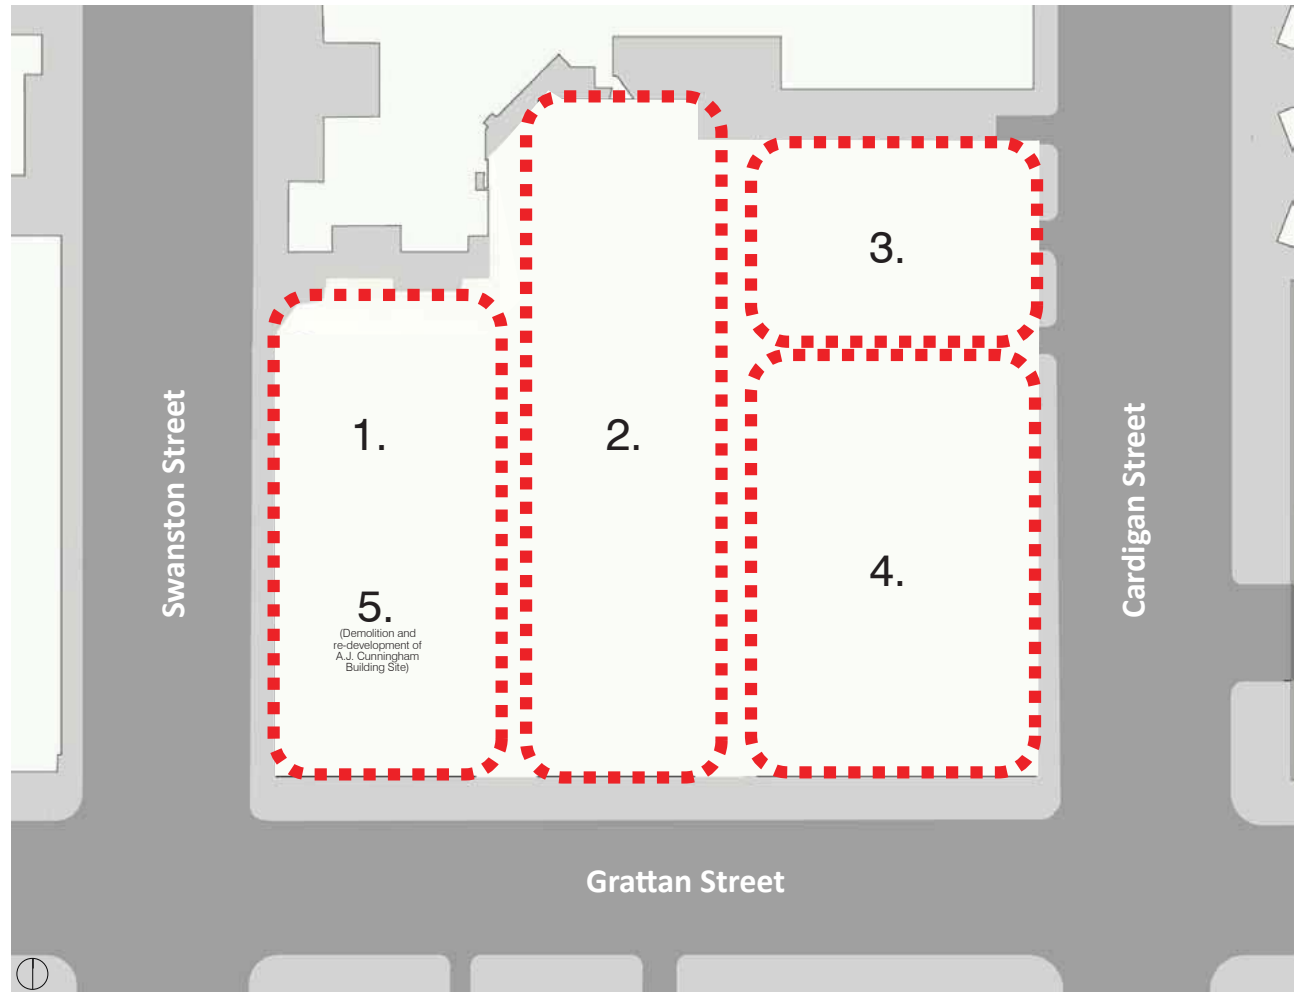 3.
1.
2.
Swanston Street
Cardigan Street
4.
5.
(Demolition and
re-development of
A.J. Cunningham
Building Site)
Grattan Street